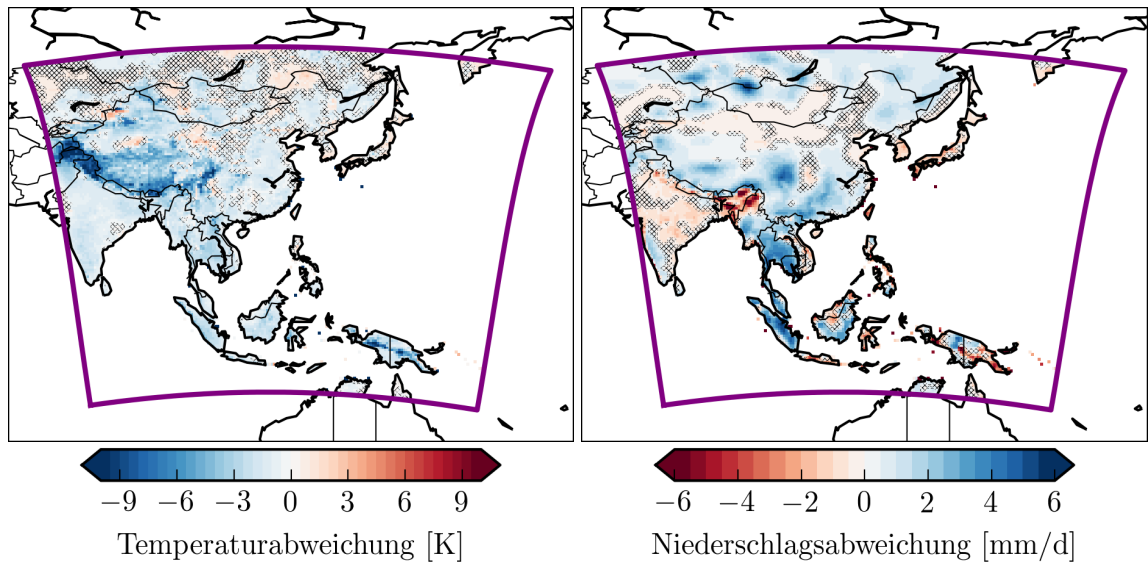 −9 −6 −3 0 3 6 9
Temperaturabweichung [K]
−6 −4 −2 0 2 4 6
Niederschlagsabweichung [mm/d]